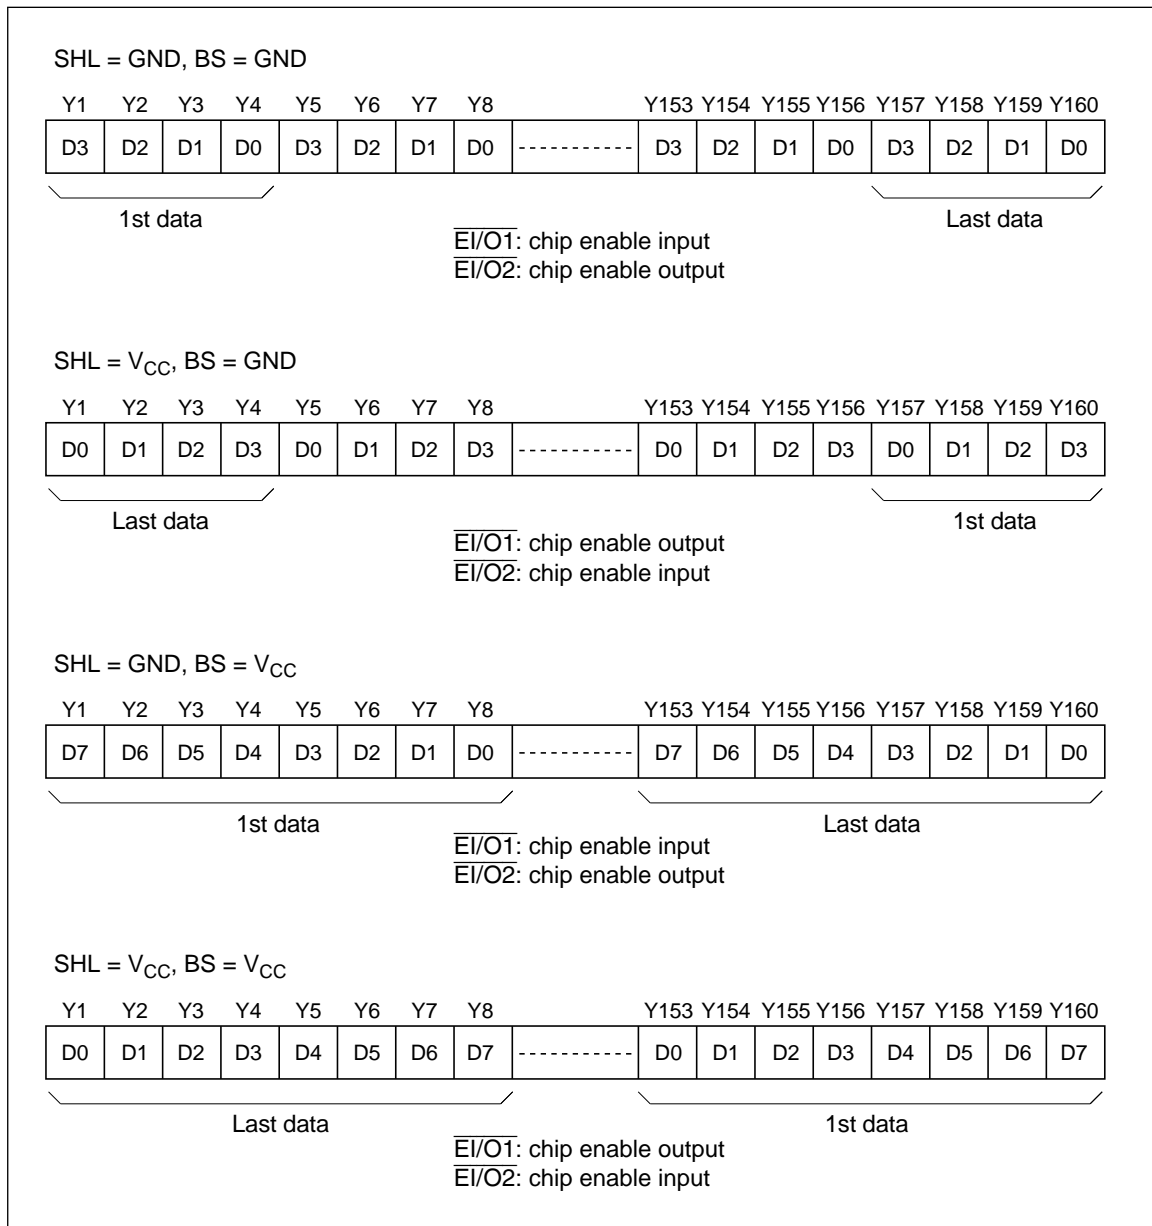 SHL = GND, BS = GND
Y1 Y2 Y3 Y4 Y5 Y6 Y7 Y8 Y153 Y154 Y155 Y156 Y157 Y158 Y159 Y160
D3 D2 D1 D0 D3 D2 D1 D0 D3 D2 D1 D0 D3 D2 D1 D0
1st data Last data
EI/O1: chip enable input
EI/O2: chip enable output
SHL = VCC, BS = GND
Y1 Y2 Y3 Y4 Y5 Y6 Y7 Y8 Y153 Y154 Y155 Y156 Y157 Y158 Y159 Y160
D0 D1 D2 D3 D0 D1 D2 D3 D0 D1 D2 D3 D0 D1 D2 D3
Last data 1st data
EI/O1: chip enable output
EI/O2: chip enable input
SHL = GND, BS = VCC
Y1 Y2 Y3 Y4 Y5 Y6 Y7 Y8 Y153 Y154 Y155 Y156 Y157 Y158 Y159 Y160
D7 D6 D5 D4 D3 D2 D1 D0 D7 D6 D5 D4 D3 D2 D1 D0
1st data Last data
EI/O1: chip enable input
EI/O2: chip enable output
SHL = VCC, BS = VCC
Y1 Y2 Y3 Y4 Y5 Y6 Y7 Y8 Y153 Y154 Y155 Y156 Y157 Y158 Y159 Y160
D0 D1 D2 D3 D4 D5 D6 D7 D0 D1 D2 D3 D4 D5 D6 D7
Last data 1st data
EI/O1: chip enable output
EI/O2: chip enable input